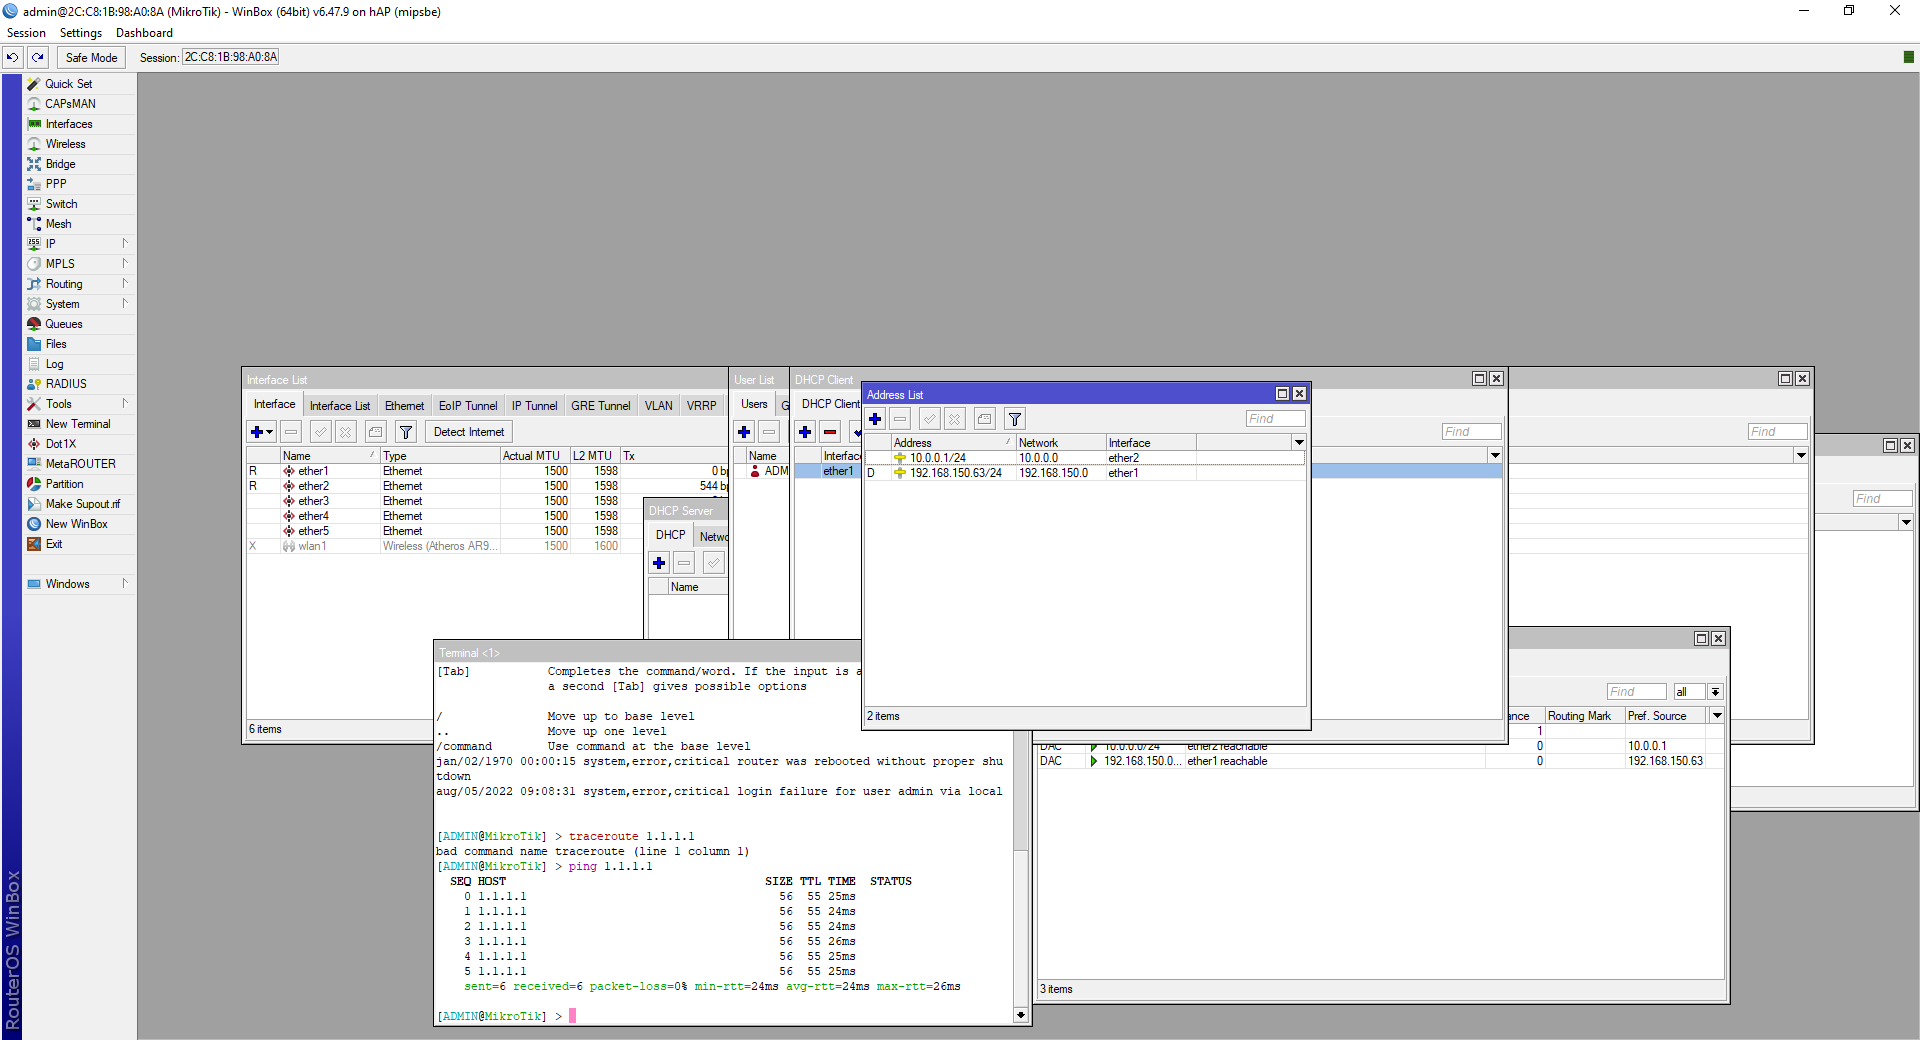 admin@2C:C8:1B:98:A0:8A (MikroTik) - WinBox (64bit) v6.47.9 on hAP (mipsbe)
Session Settings Dashboard
Safe Mode Session: 2C:C8:1B:98:A0:8A
Quick Set
CAPsMAN
Interfaces
Wireless
Bridge
PPP
Switch
Mesh
IP
MPLS
Routing
System
Queues
Files
Log
RADIUS
Tools
New Terminal
Dot1X
MetaROUTER
Partition
Make Supout.rif
New WinBox
Exit
Windows
RouterOS WinBox
Interface List
Interface Interface List Ethernet EoIP Tunnel IP Tunnel GRE Tunnel VLAN VRRP
Detect Internet
Name Type Actual MTU L2 MTU Tx
R ether1 Ethernet 1500 1598 0 bp
R ether2 Ethernet 1500 1598 544 bp
ether3 Ethernet 1500 1598
ether4 Ethernet 1500 1598
ether5 Ethernet 1500 1598
X wlan1 Wireless (Atheros AR9... 1500 1600
6 items
DHCP Server
DHCP Netwo
Name
User List
Users G
Name
ADM
DHCP Client
DHCP Client
Interface
ether1
Find
Find
Find
Address List
Find
Address Network Interface
10.0.0.1/24 10.0.0.0 ether2
D 192.168.150.63/24 192.168.150.0 ether1
2 items
Find all
ance Routing Mark Pref. Source
1
DAC 10.0.0.0/24 ether2 reachable 0 10.0.0.1
DAC 192.168.150.0... ether1 reachable 0 192.168.150.63
3 items
Terminal <1>
[Tab] Completes the command/word. If the input is a
a second [Tab] gives possible options
/ Move up to base level
.. Move up one level
/command Use command at the base level
jan/02/1970 00:00:15 system,error,critical router was rebooted without proper shu
tdown
aug/05/2022 09:08:31 system,error,critical login failure for user admin via local
[ADMIN@MikroTik] > traceroute 1.1.1.1
bad command name traceroute (line 1 column 1)
[ADMIN@MikroTik] > ping 1.1.1.1
SEQ HOST SIZE TTL TIME STATUS
0 1.1.1.1 56 55 25ms
1 1.1.1.1 56 55 24ms
2 1.1.1.1 56 55 24ms
3 1.1.1.1 56 55 26ms
4 1.1.1.1 56 55 25ms
5 1.1.1.1 56 55 25ms
sent=6 received=6 packet-loss=0% min-rtt=24ms avg-rtt=24ms max-rtt=26ms
[ADMIN@MikroTik] >